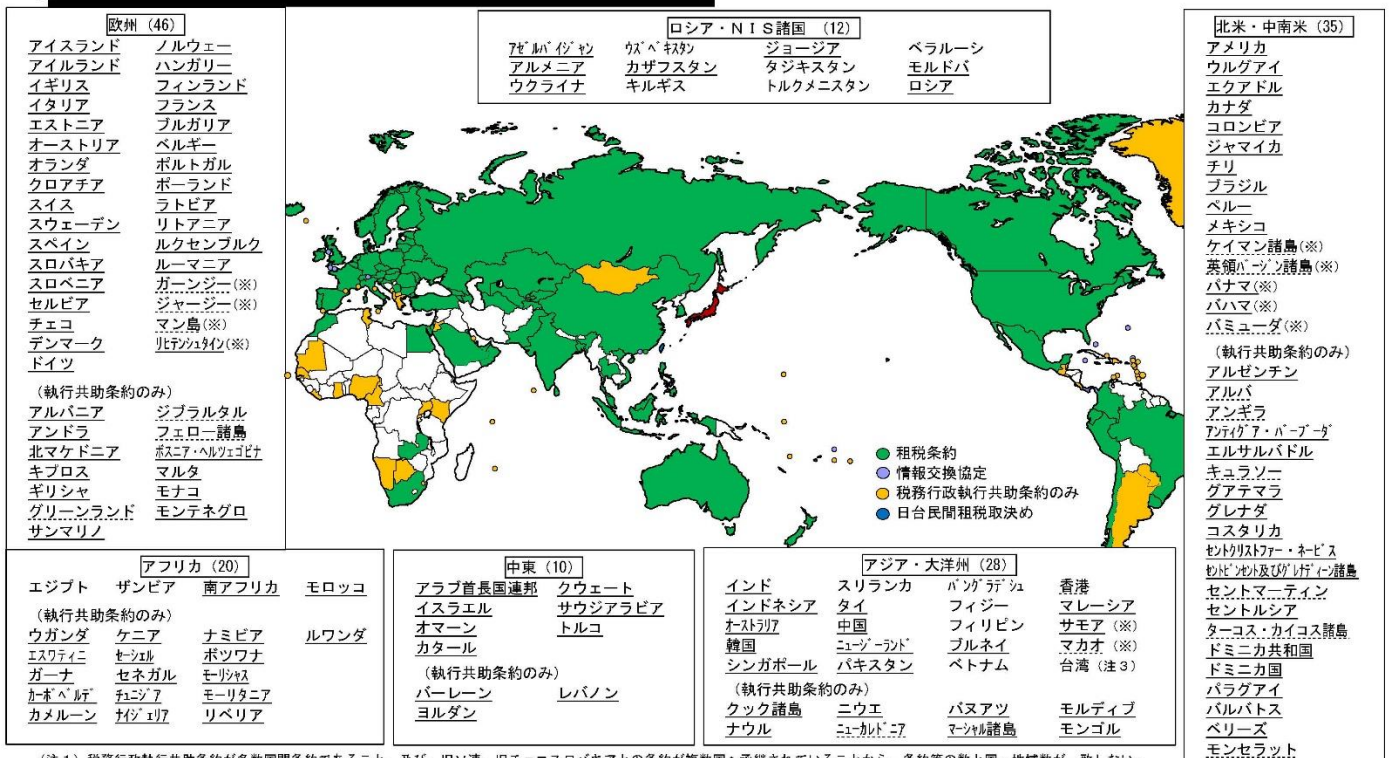 欧州 (46)
アイスランド ノルウェー
アイルランド ハンガリー
イギリス フィンランド
イタリア フランス
エストニア ブルガリア
オーストリア ベルギー
オランダ ポルトガル
クロアチア ポーランド
スイス ラトビア
スウェーデン リトアニア
スペイン ルクセンブルク
スロバキア ルーマニア
スロベニア ガーンジー(※)
セルビア ジャージー(※)
チェコ マン島(※)
デンマーク リヒテンシュタイン(※)
ドイツ
(執行共助条約のみ)
アルバニア ジブラルタル
アンドラ フェロー諸島
北マケドニア ボスニア・ヘルツェゴビナ
キプロス マルタ
ギリシャ モナコ
グリーンランド モンテネグロ
サンマリノ
ロシア・NIS諸国 (12)
アゼルバイジャン ウズベキスタン ジョージア ベラルーシ
アルメニア カザフスタン タジキスタン モルドバ
ウクライナ キルギス トルクメニスタン ロシア
北米・中南米 (35)
アメリカ
ウルグアイ
エクアドル
カナダ
コロンビア
ジャマイカ
チリ
ブラジル
ペルー
メキシコ
ケイマン諸島(※)
英領バージン諸島(※)
パナマ(※)
バハマ(※)
バミューダ(※)
(執行共助条約のみ)
アルゼンチン
アルバ
アンギラ
アンティグア・バーブーダ
エルサルバドル
キュラソー
グアテマラ
グレナダ
コスタリカ
セントクリストファー・ネービス
セントビンセント及びグレナディーン諸島
セントマーティン
セントルシア
タークス・カイコス諸島
ドミニカ共和国
ドミニカ国
パラグアイ
バルバドス
ベリーズ
モンセラット
租税条約
情報交換協定
税務行政執行共助条約のみ
日台民間租税取決め
アフリカ (20)
エジプト ザンビア 南アフリカ モロッコ
(執行共助条約のみ)
ウガンダ ケニア ナミビア ルワンダ
エスワティニ セーシェル ボツワナ
ガーナ セネガル モーリシャス
カーボベルデ チュニジア モーリタニア
カメルーン ナイジェリア リベリア
中東 (10)
アラブ首長国連邦 クウェート
イスラエル サウジアラビア
オマーン トルコ
カタール
(執行共助条約のみ)
バーレーン レバノン
ヨルダン
アジア・大洋州 (28)
インド スリランカ バングラデシュ 香港
インドネシア タイ フィジー マレーシア
オーストラリア 中国 フィリピン サモア (※)
韓国 ニュージーランド ブルネイ マカオ (※)
シンガポール パキスタン ベトナム 台湾 (注3)
(執行共助条約のみ)
クック諸島 ニウエ バヌアツ モルディブ
ナウル ニューカレドニア マーシャル諸島 モンゴル